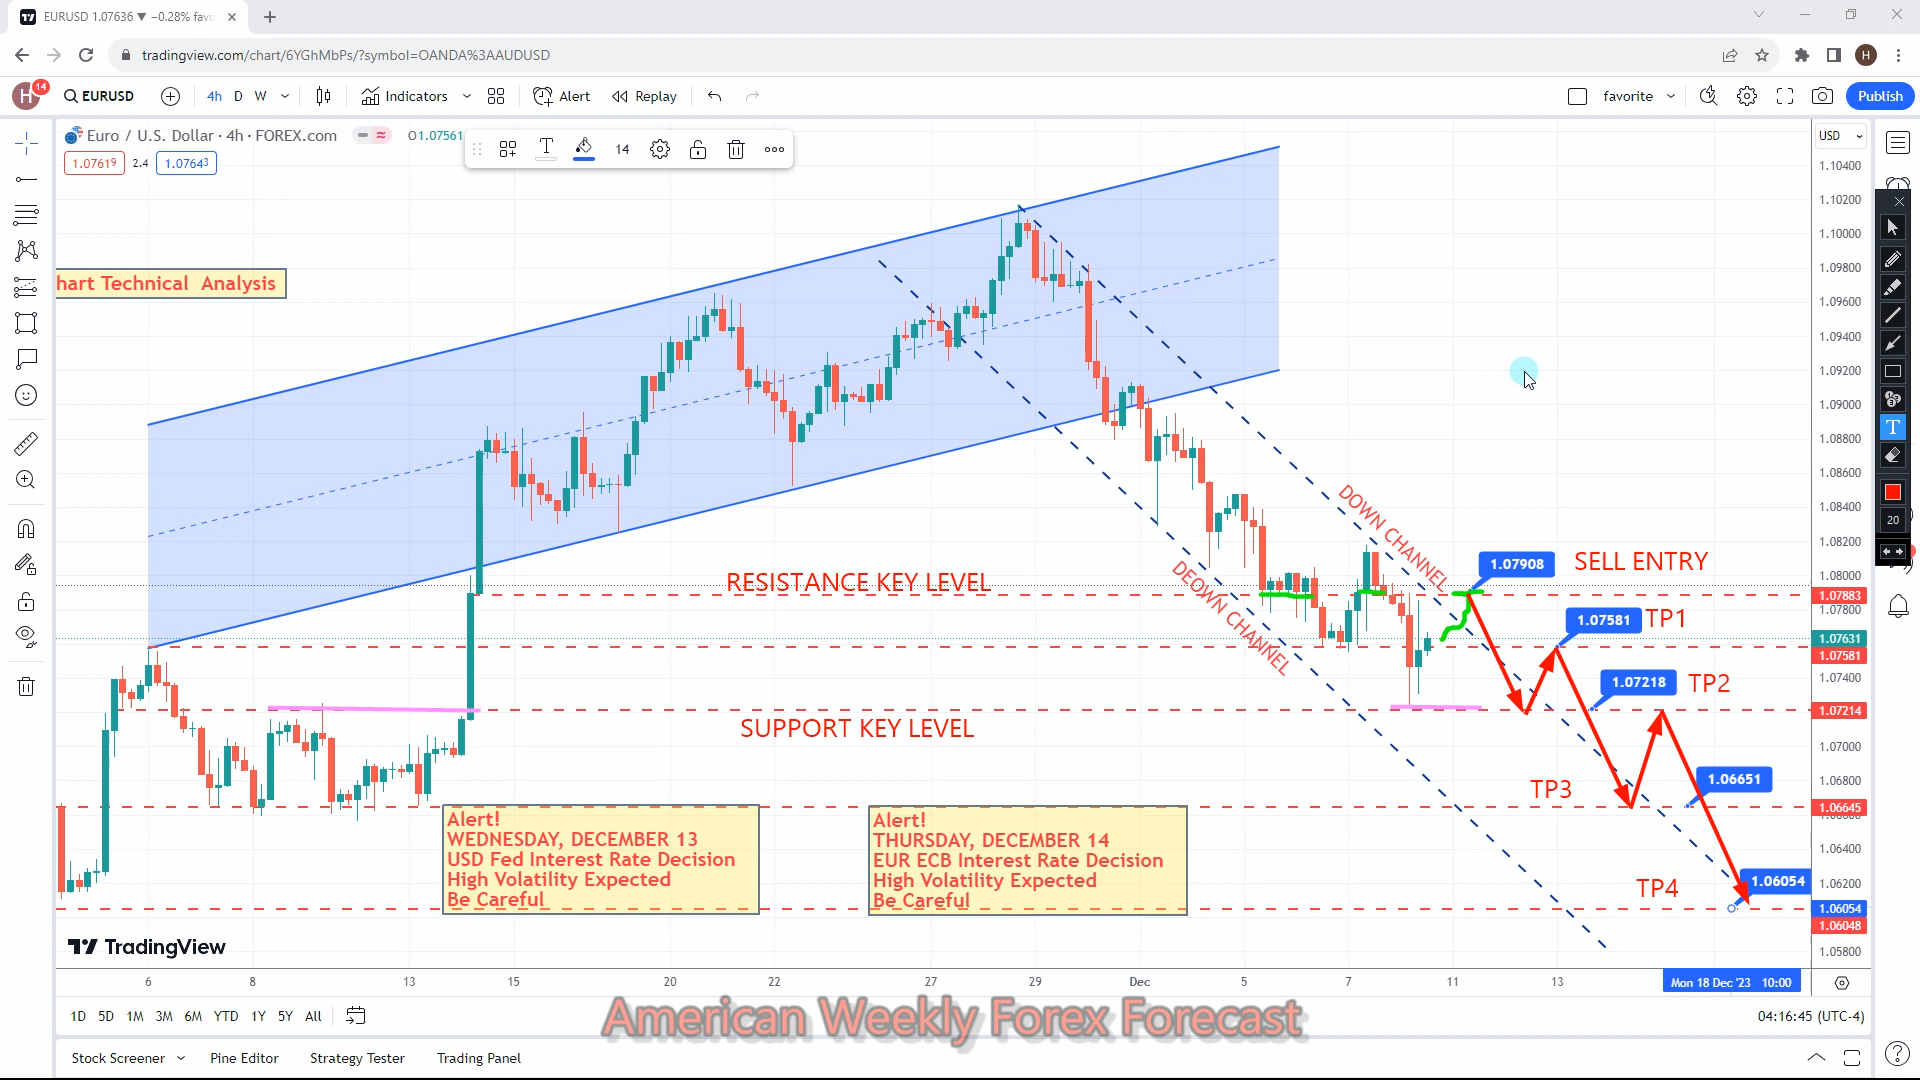 EURUSD 1.07636 ▼ −0.28% favo
tradingview.com/chart/6YGhMbPs/?symbol=OANDA%3AAUDUSD
H
H
14
EURUSD
4h
D
W
Indicators
Alert
Replay
favorite
Publish
Euro / U.S. Dollar · 4h · FOREX.com
O1.07561
1.07619
2.4
1.07643
T
14
USD
1.10400
1.10200
1.10000
1.09800
1.09600
1.09400
1.09200
1.09000
1.08800
1.08600
1.08400
1.08200
1.08000
1.07883
1.07800
1.07631
1.07581
1.07400
1.07214
1.07000
1.06800
1.06645
1.06400
1.06200
1.06054
1.06048
1.05800
T
20
hart Technical Analysis
DOWN CHANNEL
DEOWN CHANNEL
RESISTANCE KEY LEVEL
SUPPORT KEY LEVEL
1.07908
SELL ENTRY
1.07581
TP1
1.07218
TP2
1.06651
TP3
1.06054
TP4
Alert!
WEDNESDAY, DECEMBER 13
USD Fed Interest Rate Decision
High Volatility Expected
Be Careful
Alert!
THURSDAY, DECEMBER 14
EUR ECB Interest Rate Decision
High Volatility Expected
Be Careful
TradingView
6
8
13
15
20
22
27
29
Dec
5
7
11
13
Mon 18 Dec '23 10:00
1D
5D
1M
3M
6M
YTD
1Y
5Y
All
American Weekly Forex Forecast
04:16:45 (UTC-4)
Stock Screener
Pine Editor
Strategy Tester
Trading Panel